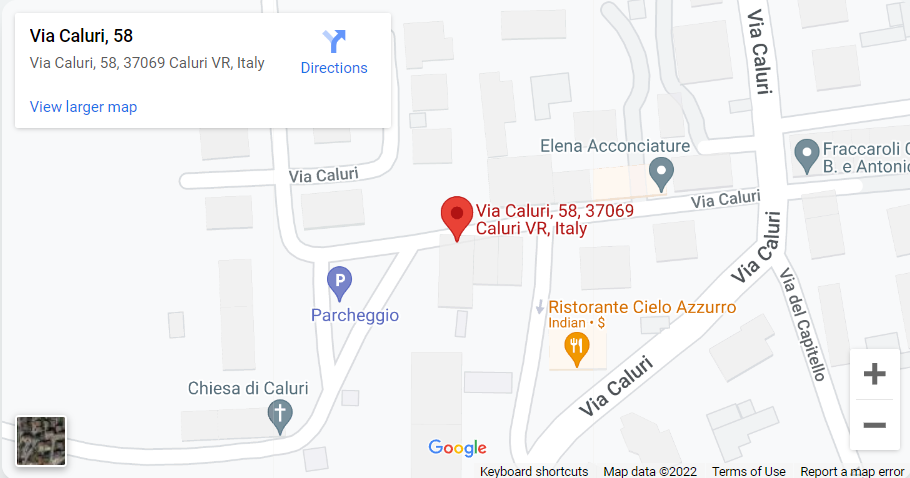 Via Caluri, 58
Via Caluri, 58, 37069 Caluri VR, Italy
Directions
View larger map
Via Caluri
Elena Acconciature
Fraccaroli
B. e Antonio
Via Caluri
Via Caluri
Via Caluri, 58, 37069
Caluri VR, Italy
Via Caluri
P
Parcheggio
Ristorante Cielo Azzurro
Indian • $
Via del Capitello
Via Caluri
Chiesa di Caluri
+
−
Google
Keyboard shortcuts
Map data ©2022
Terms of Use
Report a map error